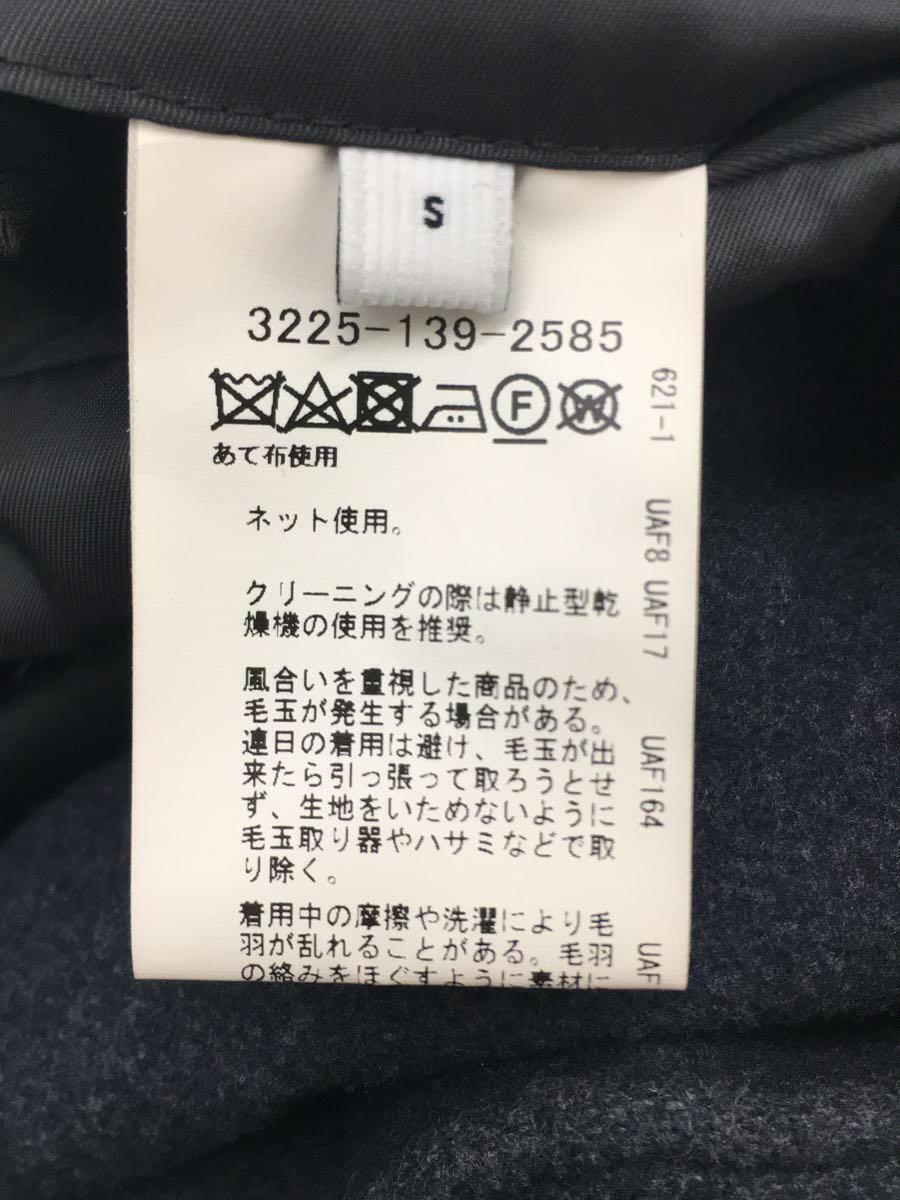 S
3225-139-2585
F
W
あて布使用
ネット使用。
クリーニングの際は静止型乾
燥機の使用を推奨。
風合いを重視した商品のため、
毛玉が発生する場合がある。
連日の着用は避け、毛玉が出
来たら引っ張って取ろうとせ
ず、生地をいためないように
毛玉取り器やハサミなどで取
り除く。
着用中の摩擦や洗濯により毛
羽が乱れることがある。毛羽
の絡みをほぐすように素材に
621-1 UAF8 UAF17 UAF164 UAF